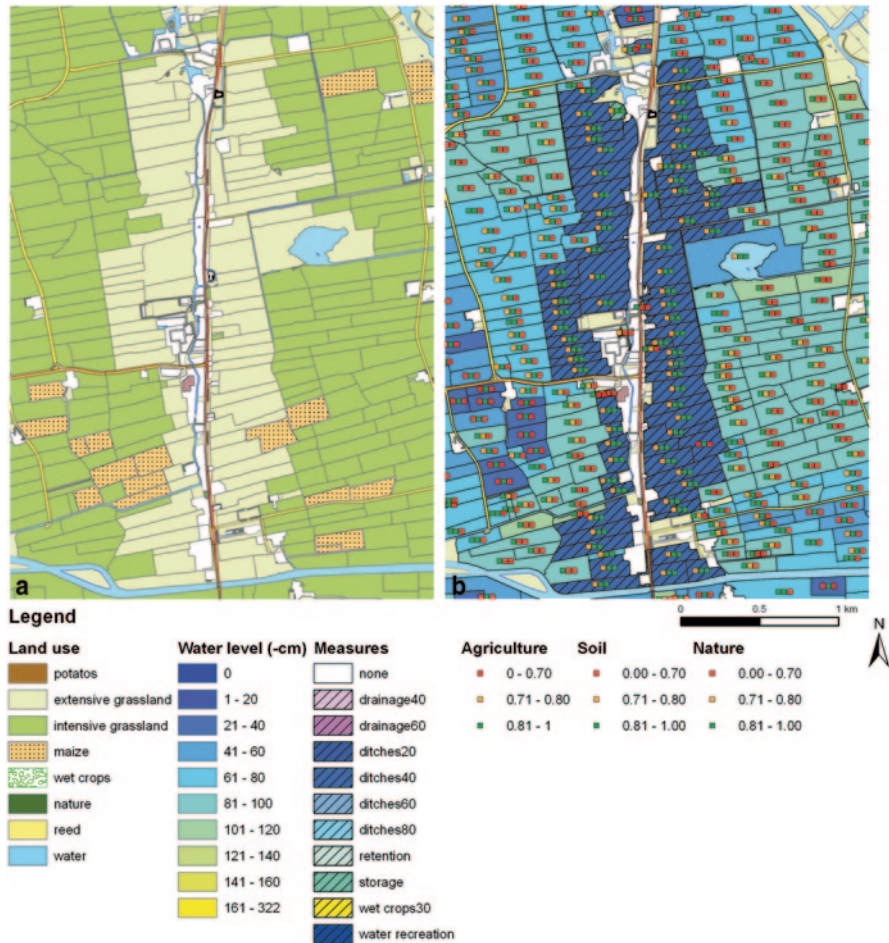 a
b
0 0.5 1 km
N
Legend
Land use
potatos
extensive grassland
intensive grassland
maize
wet crops
nature
reed
water
Water level (-cm)
0
1 - 20
21 - 40
41 - 60
61 - 80
81 - 100
101 - 120
121 - 140
141 - 160
161 - 322
Measures
none
drainage40
drainage60
ditches20
ditches40
ditches60
ditches80
retention
storage
wet crops30
water recreation
Agriculture
0 - 0.70
0.71 - 0.80
0.81 - 1
Soil
0.00 - 0.70
0.71 - 0.80
0.81 - 1.00
Nature
0.00 - 0.70
0.71 - 0.80
0.81 - 1.00